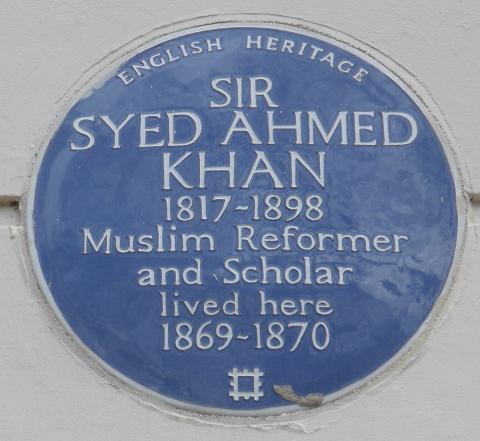 ENGLISH HERITAGE
SIR
SYED AHMED
KHAN
1817-1898
Muslim Reformer
and Scholar
lived here
1869-1870